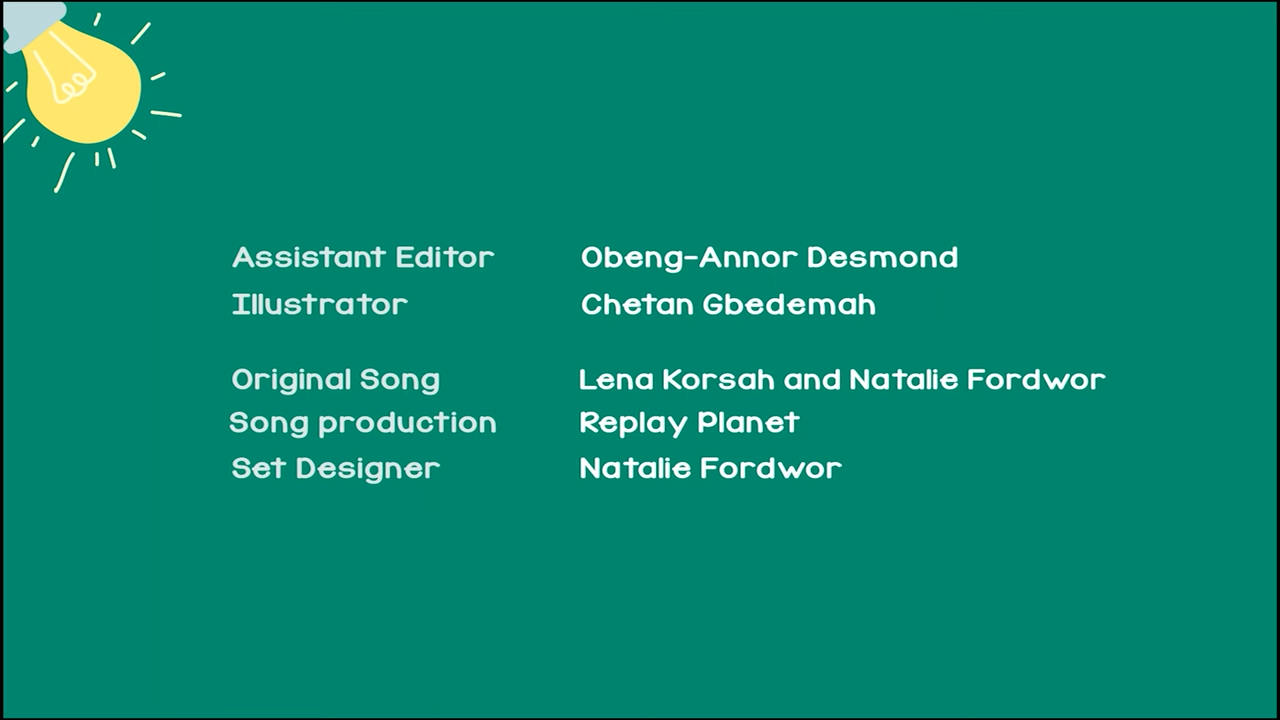 Assistant Editor Obeng-Annor Desmond
Illustrator Chetan Gbedemah
Original Song Lena Korsah and Natalie Fordwor
Song production Replay Planet
Set Designer Natalie Fordwor